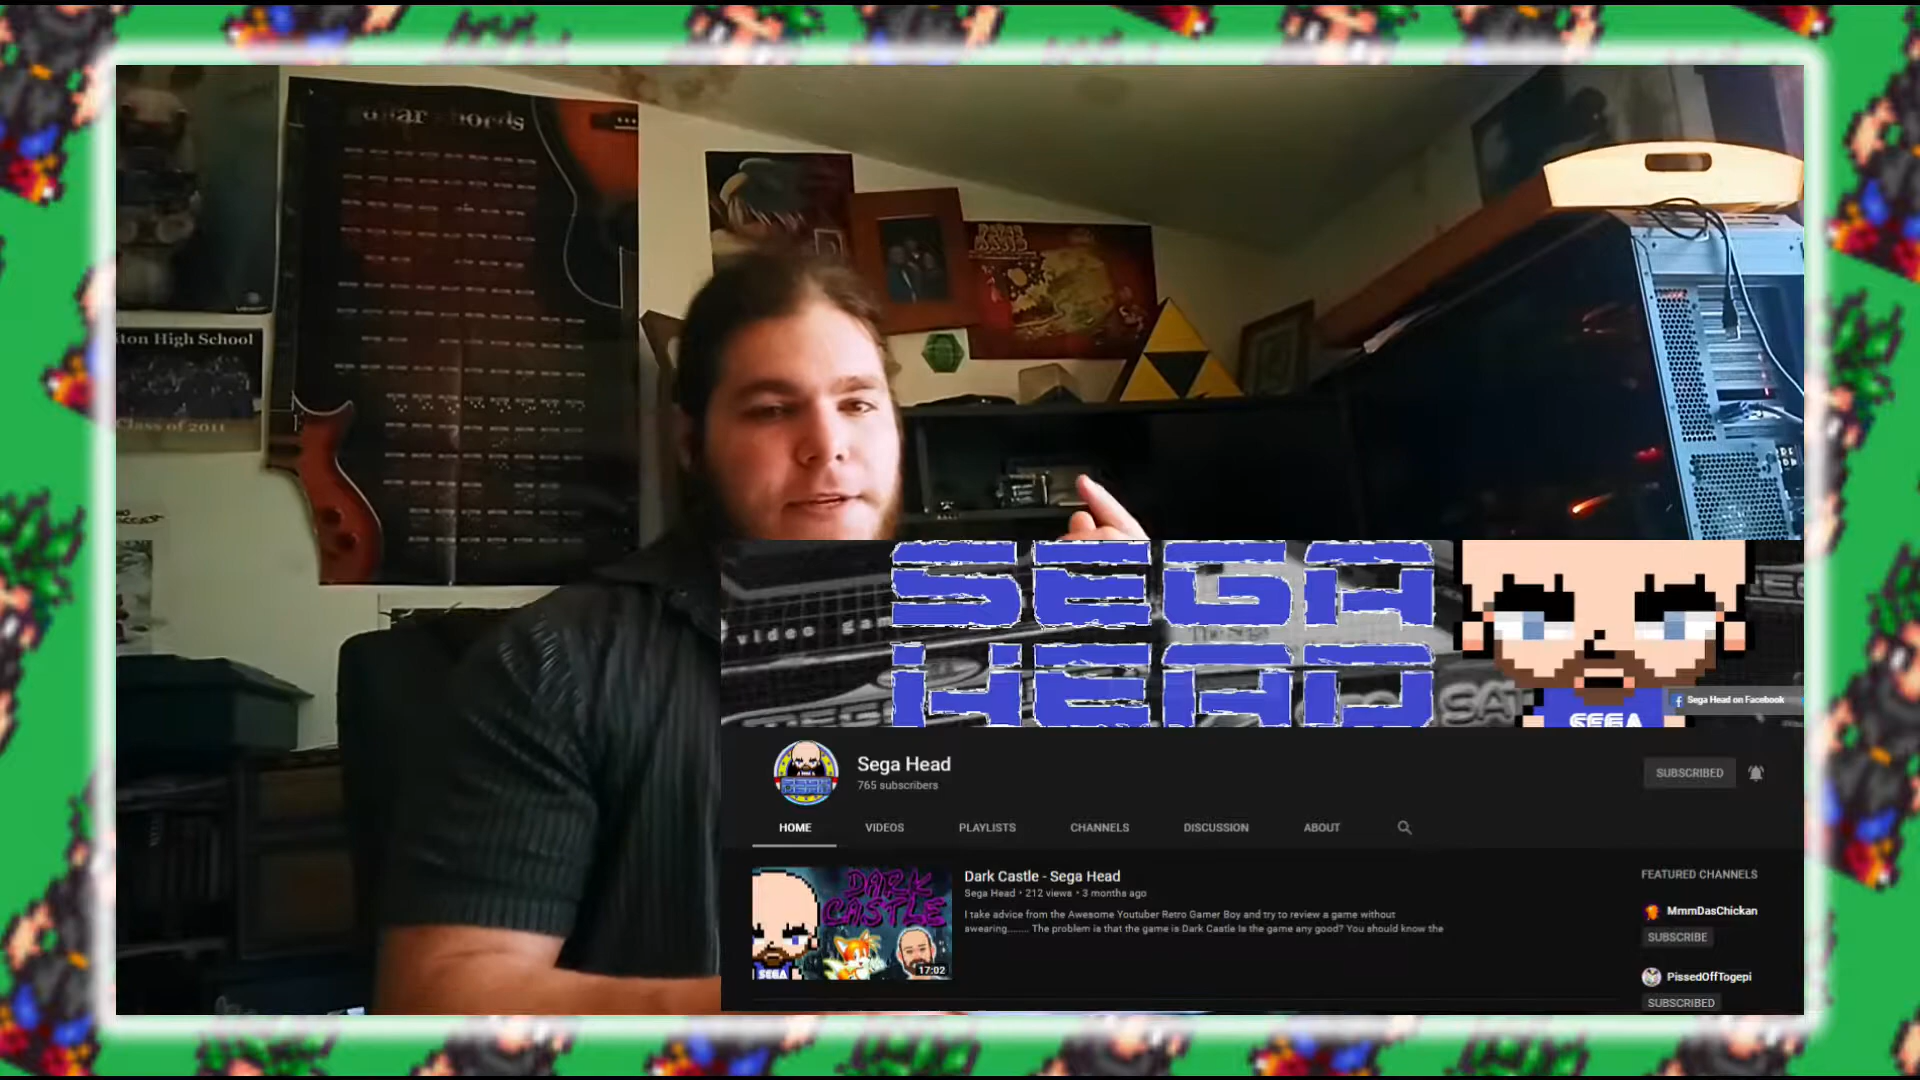 ton High School
Class of 2011
SEGA
HEAD
video gam
SEGA
Sega Head on Facebook
Sega Head
765 subscribers
SUBSCRIBED
HOME
VIDEOS
PLAYLISTS
CHANNELS
DISCUSSION
ABOUT
DARK
CASTLE
SEGA
17:02
Dark Castle - Sega Head
Sega Head • 212 views • 3 months ago
I take advice from the Awesome Youtuber Retro Gamer Boy and try to review a game without
swearing....... The problem is that the game is Dark Castle Is the game any good? You should know the
FEATURED CHANNELS
MmmDasChickan
SUBSCRIBE
PissedOffTogepi
SUBSCRIBED